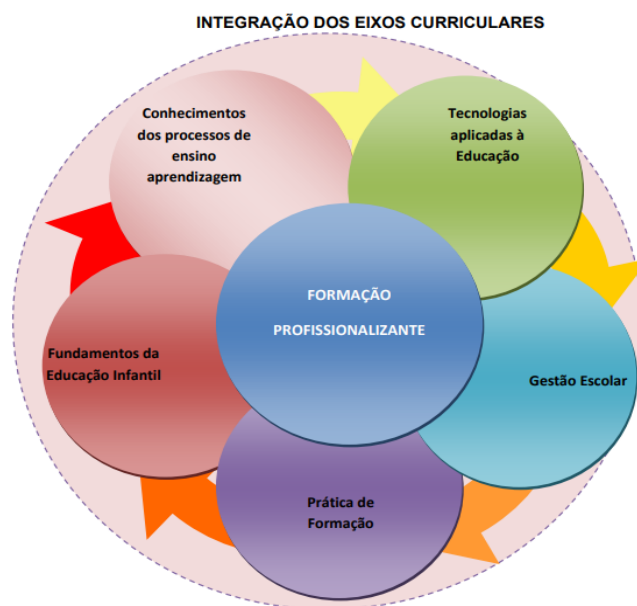 INTEGRAÇÃO DOS EIXOS CURRICULARES
Conhecimentos
dos processos de
ensino
aprendizagem
Tecnologias
aplicadas à
Educação
FORMAÇÃO
PROFISSIONALIZANTE
Fundamentos da
Educação Infantil
Gestão Escolar
Prática de
Formação